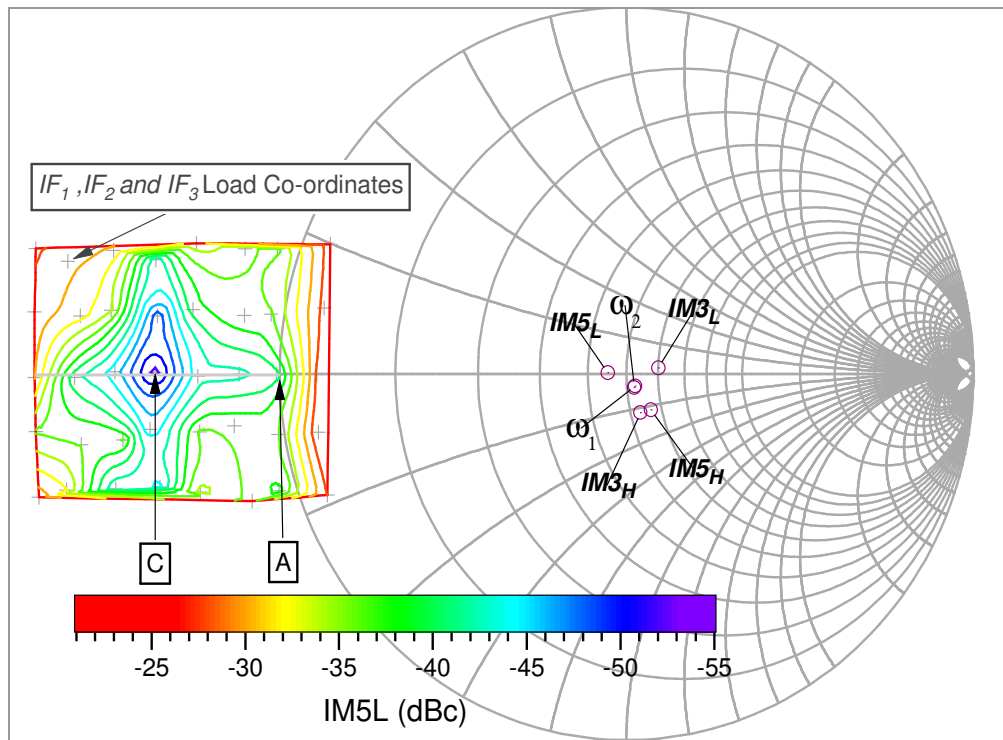 IF1 ,IF2 and IF3 Load Co-ordinates
ω2
IM3L
IM5L
ω1
IM3H
IM5H
C
A
-25 -30 -35 -40 -45 -50 -55
IM5L (dBc)